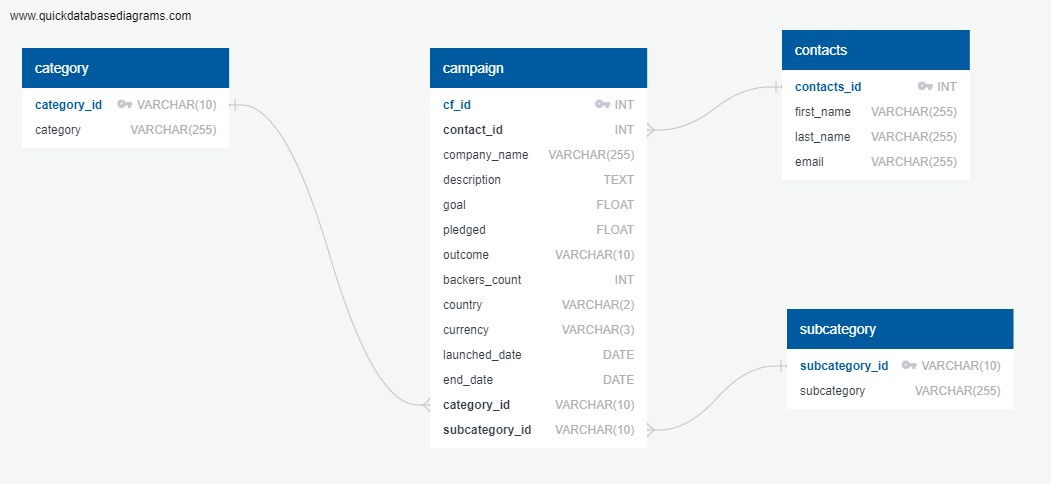 www.quickdatabasediagrams.com
category
category_id VARCHAR(10)
category VARCHAR(255)
campaign
cf_id INT
contact_id INT
company_name VARCHAR(255)
description TEXT
goal FLOAT
pledged FLOAT
outcome VARCHAR(10)
backers_count INT
country VARCHAR(2)
currency VARCHAR(3)
launched_date DATE
end_date DATE
category_id VARCHAR(10)
subcategory_id VARCHAR(10)
contacts
contacts_id INT
first_name VARCHAR(255)
last_name VARCHAR(255)
email VARCHAR(255)
subcategory
subcategory_id VARCHAR(10)
subcategory VARCHAR(255)